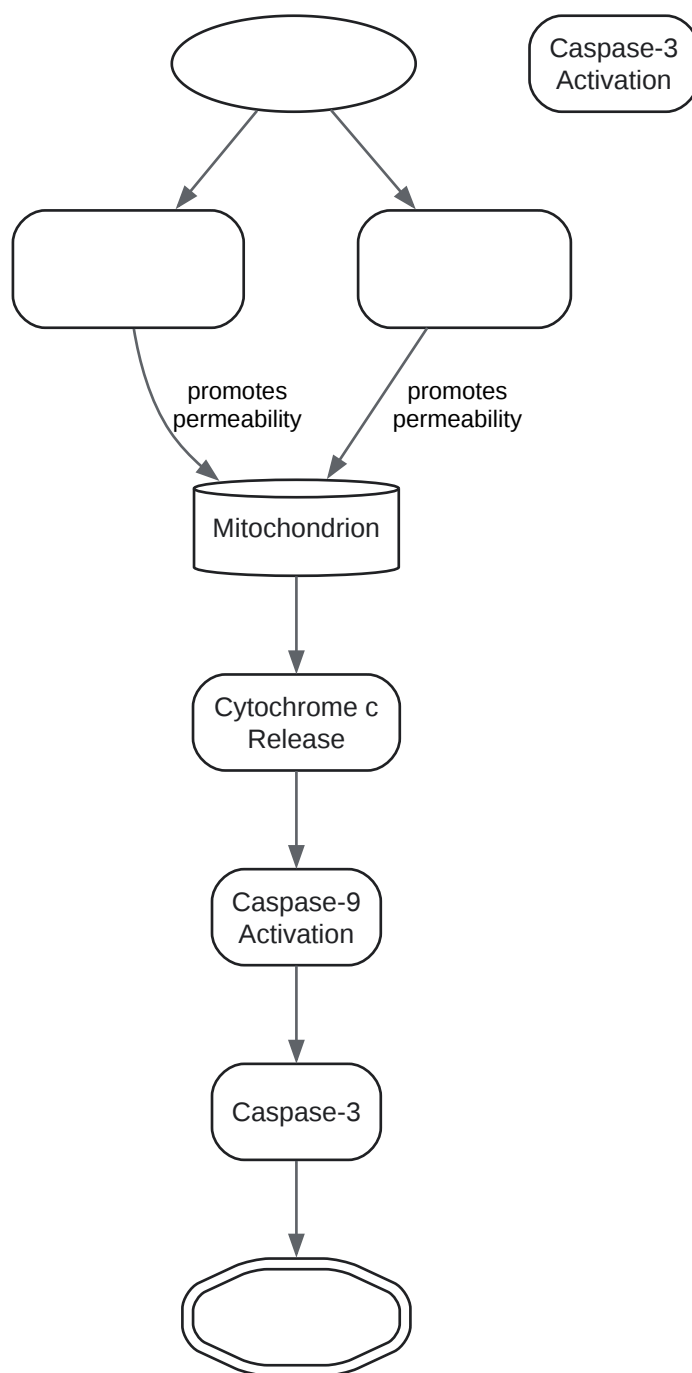 Caspase-3
Activation
promotes
permeability
promotes
permeability
Mitochondrion
Cytochrome c
Release
Caspase-9
Activation
Caspase-3